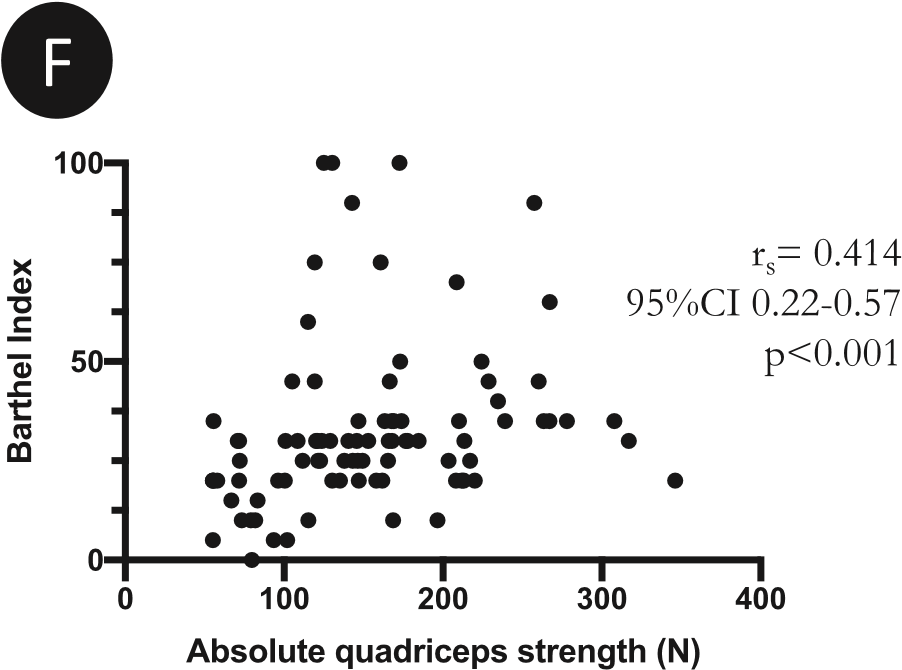 F
100
50
0
Barthel Index
r_s= 0.414
95%CI 0.22-0.57
p<0.001
0 100 200 300 400
Absolute quadriceps strength (N)